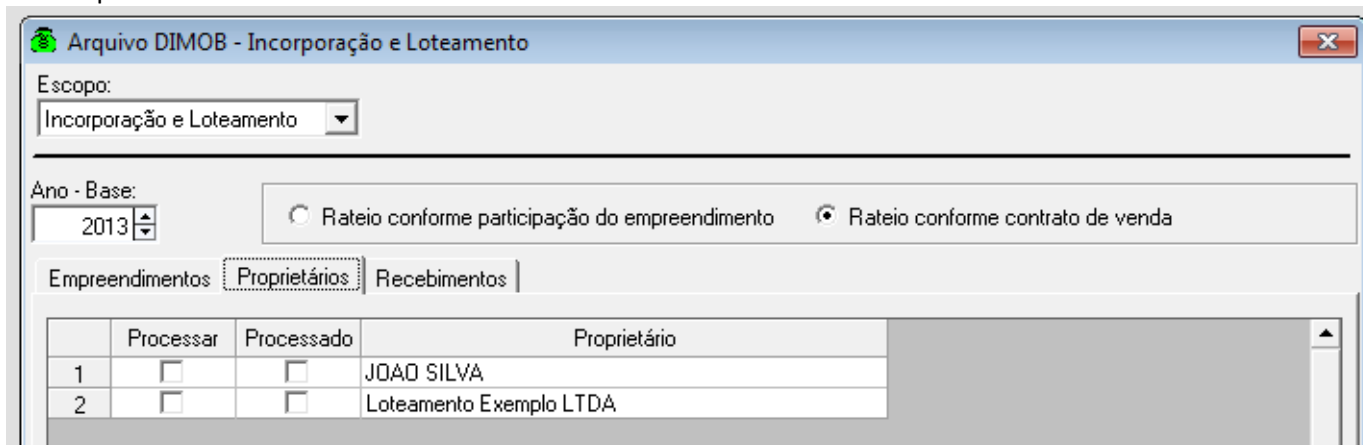 Arquivo DIMOB - Incorporação e Loteamento
Escopo:
Incorporação e Loteamento
Ano - Base:
2013
Rateio conforme participação do empreendimento Rateio conforme contrato de venda
Empreendimentos Proprietários Recebimentos
Processar Processado Proprietário
1 JOAO SILVA
2 Loteamento Exemplo LTDA